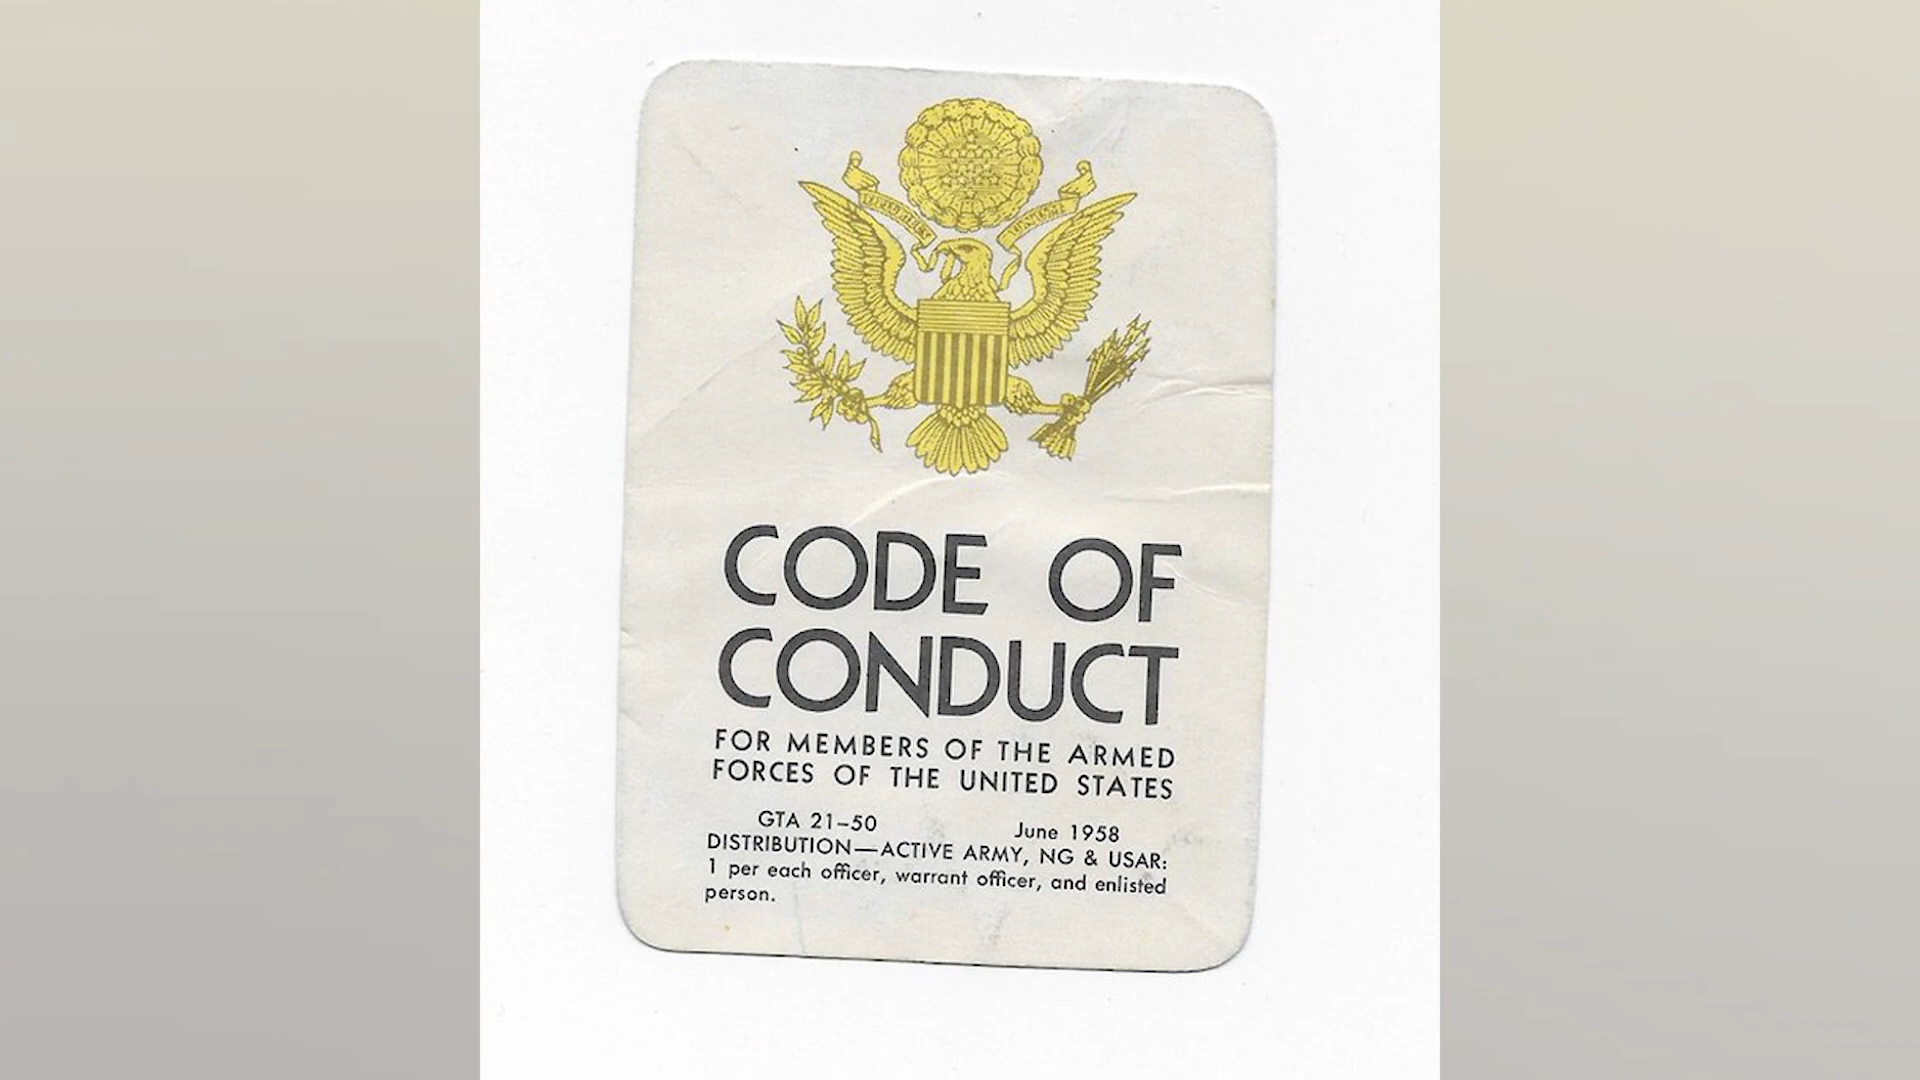 CODE OF
CONDUCT
FOR MEMBERS OF THE ARMED
FORCES OF THE UNITED STATES
GTA 21–50 June 1958
DISTRIBUTION—ACTIVE ARMY, NG & USAR:
1 per each officer, warrant officer, and enlisted
person.